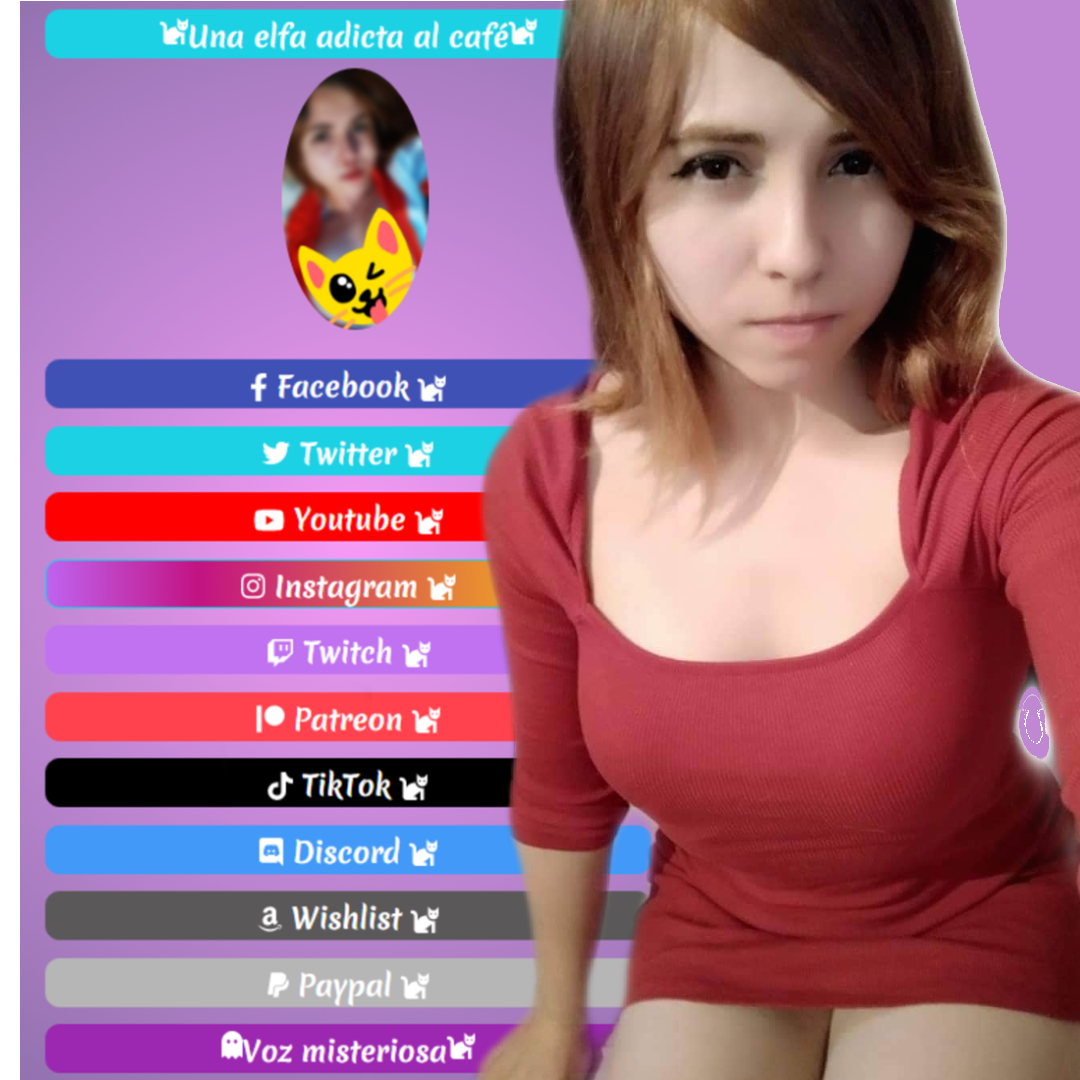 Una elfa adicta al café
Facebook
Twitter
Youtube
Instagram
Twitch
Patreon
TikTok
Discord
Wishlist
Paypal
Voz misteriosa